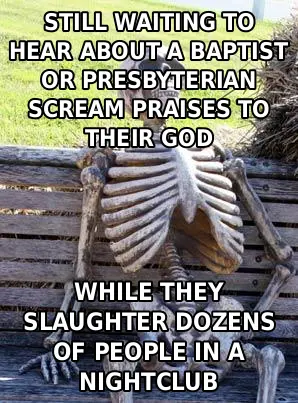 STILL WAITING TO
HEAR ABOUT A BAPTIST
OR PRESBYTERIAN
SCREAM PRAISES TO
THEIR GOD
WHILE THEY
SLAUGHTER DOZENS
OF PEOPLE IN A
NIGHTCLUB